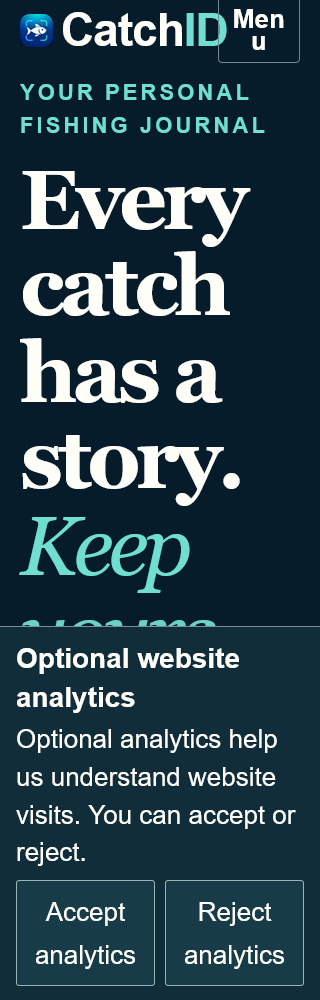 CatchID
Men
u
YOUR PERSONAL
FISHING JOURNAL
Every
catch
has a
story.
Keep
yours
Optional website
analytics
Optional analytics help
us understand website
visits. You can accept or
reject.
Accept
analytics
Reject
analytics